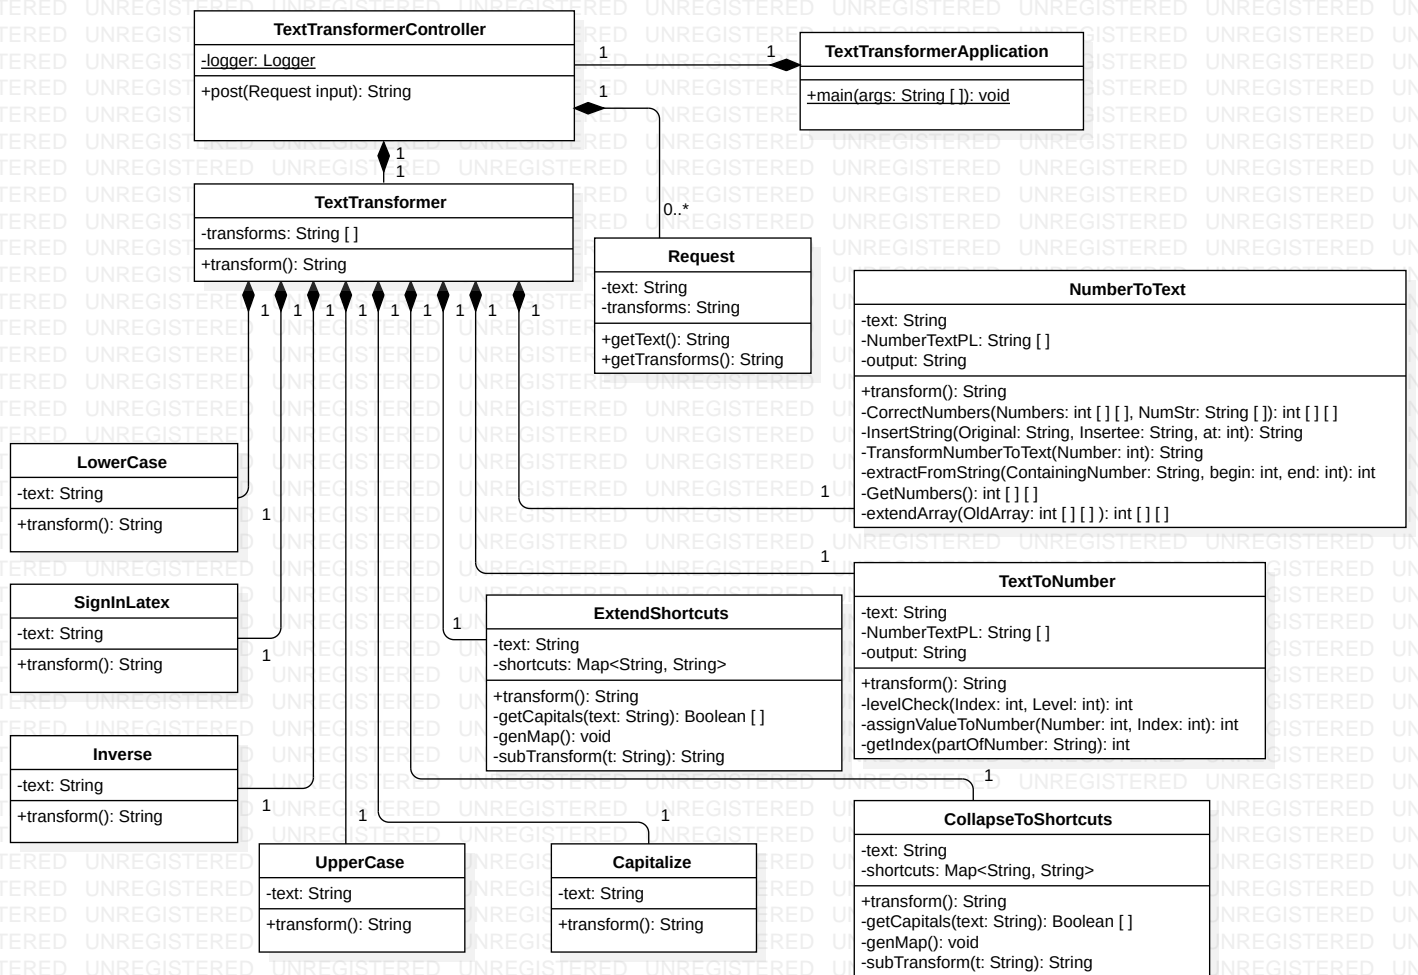 TextTransformerController
-logger: Logger
+post(Request input): String
1
1
TextTransformerApplication
+main(args: String [ ]): void
1
0..*
1
1
TextTransformer
-transforms: String [ ]
+transform(): String
1
1
1
1
1
1
1
1
1
Request
-text: String
-transforms: String
+getText(): String
+getTransforms(): String
NumberToText
-text: String
-NumberTextPL: String [ ]
-output: String
+transform(): String
-CorrectNumbers(Numbers: int [ ] [ ], NumStr: String [ ]): int [ ] [ ]
-InsertString(Original: String, Insertee: String, at: int): String
-TransformNumberToText(Number: int): String
-extractFromString(ContainingNumber: String, begin: int, end: int): int
-GetNumbers(): int [ ] [ ]
-extendArray(OldArray: int [ ] [ ] ): int [ ] [ ]
1
LowerCase
-text: String
+transform(): String
1
SignInLatex
-text: String
+transform(): String
1
ExtendShortcuts
-text: String
-shortcuts: Map<String, String>
+transform(): String
-getCapitals(text: String): Boolean [ ]
-genMap(): void
-subTransform(t: String): String
1
TextToNumber
-text: String
-NumberTextPL: String [ ]
-output: String
+transform(): String
-levelCheck(Index: int, Level: int): int
-assignValueToNumber(Number: int, Index: int): int
-getIndex(partOfNumber: String): int
1
Inverse
-text: String
+transform(): String
1
UpperCase
-text: String
+transform(): String
1
Capitalize
-text: String
+transform(): String
1
CollapseToShortcuts
-text: String
-shortcuts: Map<String, String>
+transform(): String
-getCapitals(text: String): Boolean [ ]
-genMap(): void
-subTransform(t: String): String
1
UNREGISTERED